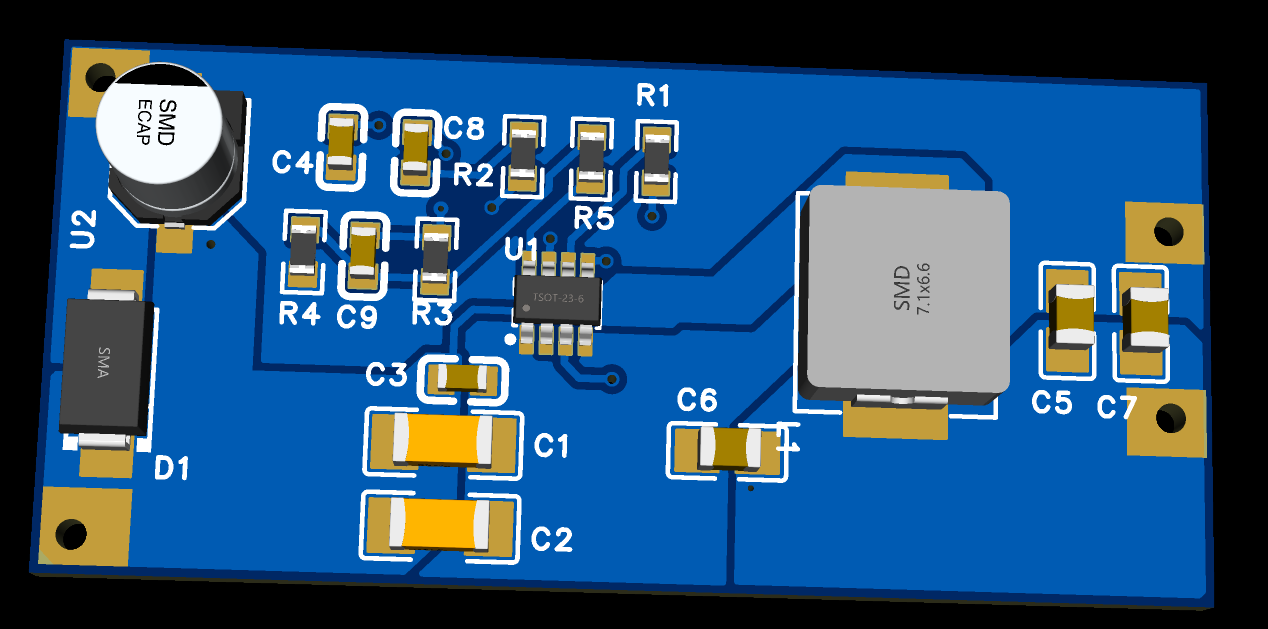 SMD
ECAP
C4
C8
R2
R5
R1
U2
U1
TSOT-23-6
R4
C9
R3
SMD
7.1x6.6
SMA
C3
D1
C1
C2
C6
C5
C7